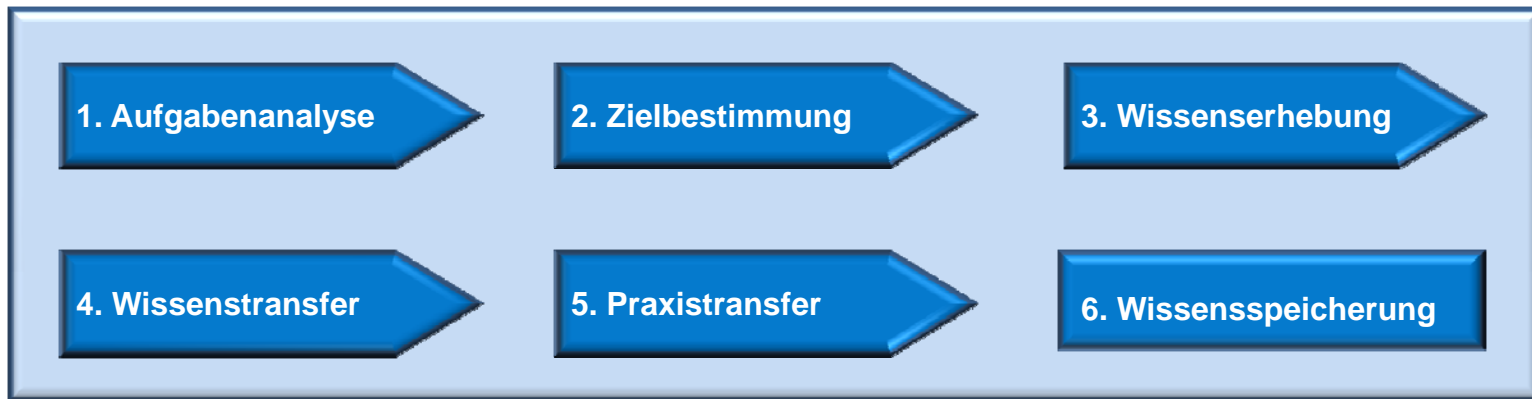 1. Aufgabenanalyse
2. Zielbestimmung
3. Wissenserhebung
4. Wissenstransfer
5. Praxistransfer
6. Wissensspeicherung